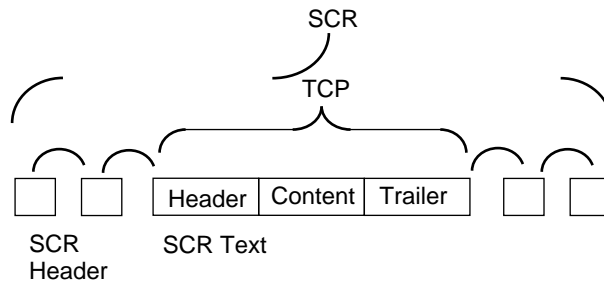 SCR
TCP
Header Content Trailer
SCR Header
SCR Text